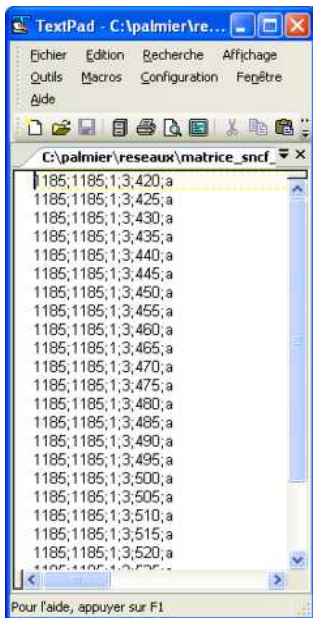 TextPad - C:\palmier\re...
Fichier Edition Recherche Affichage
Outils Macros Configuration Fenêtre
Aide
C:\palmier\reseaux\matrice_sncf_
1185;1185;1;3;420;a
1185;1185;1;3;425;a
1185;1185;1;3;430;a
1185;1185;1;3;435;a
1185;1185;1;3;440;a
1185;1185;1;3;445;a
1185;1185;1;3;450;a
1185;1185;1;3;455;a
1185;1185;1;3;460;a
1185;1185;1;3;465;a
1185;1185;1;3;470;a
1185;1185;1;3;475;a
1185;1185;1;3;480;a
1185;1185;1;3;485;a
1185;1185;1;3;490;a
1185;1185;1;3;495;a
1185;1185;1;3;500;a
1185;1185;1;3;505;a
1185;1185;1;3;510;a
1185;1185;1;3;515;a
1185;1185;1;3;520;a
Pour l'aide, appuyer sur F1